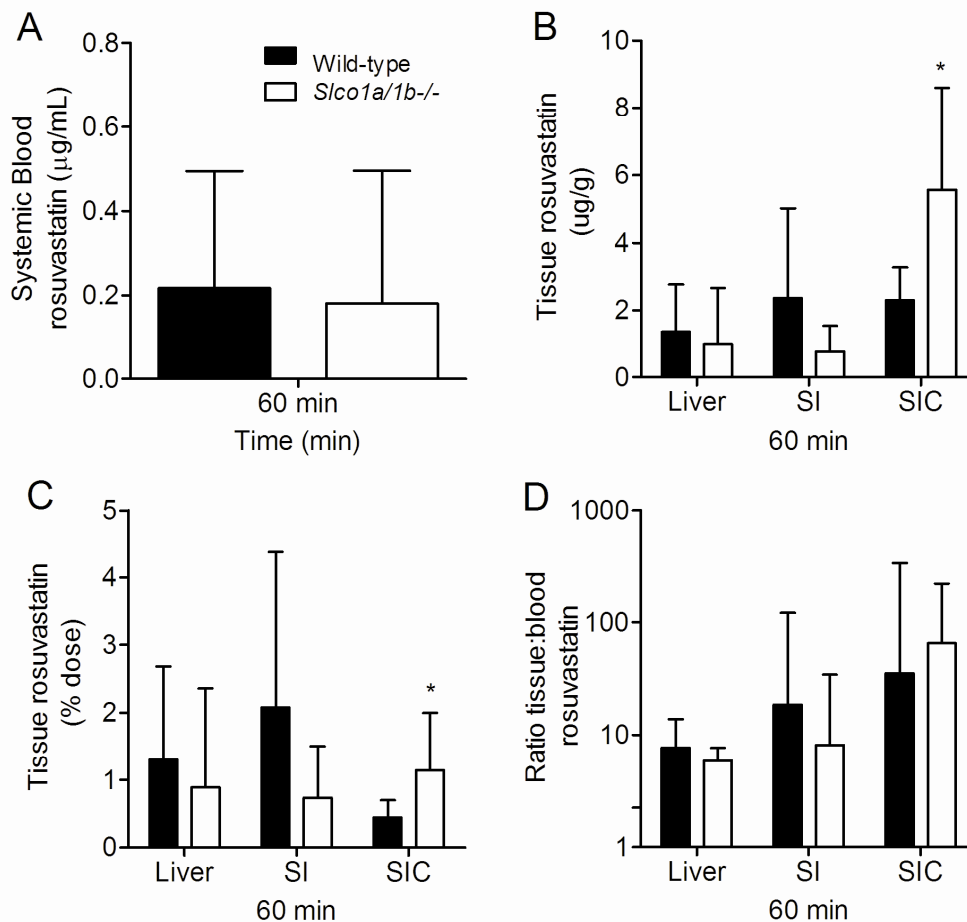 A
Systemic Blood
rosuvastatin (μg/mL)
0.8
0.6
0.4
0.2
0.0
Wild-type
Slco1a/1b-/-
60 min
Time (min)
B
Tissue rosuvastatin
(ug/g)
10
8
6
4
2
0
*
Liver SI SIC
60 min
C
Tissue rosuvastatin
(% dose)
5
4
3
2
1
0
*
Liver SI SIC
60 min
D
Ratio tissue:blood
rosuvastatin
1000
100
10
1
Liver SI SIC
60 min